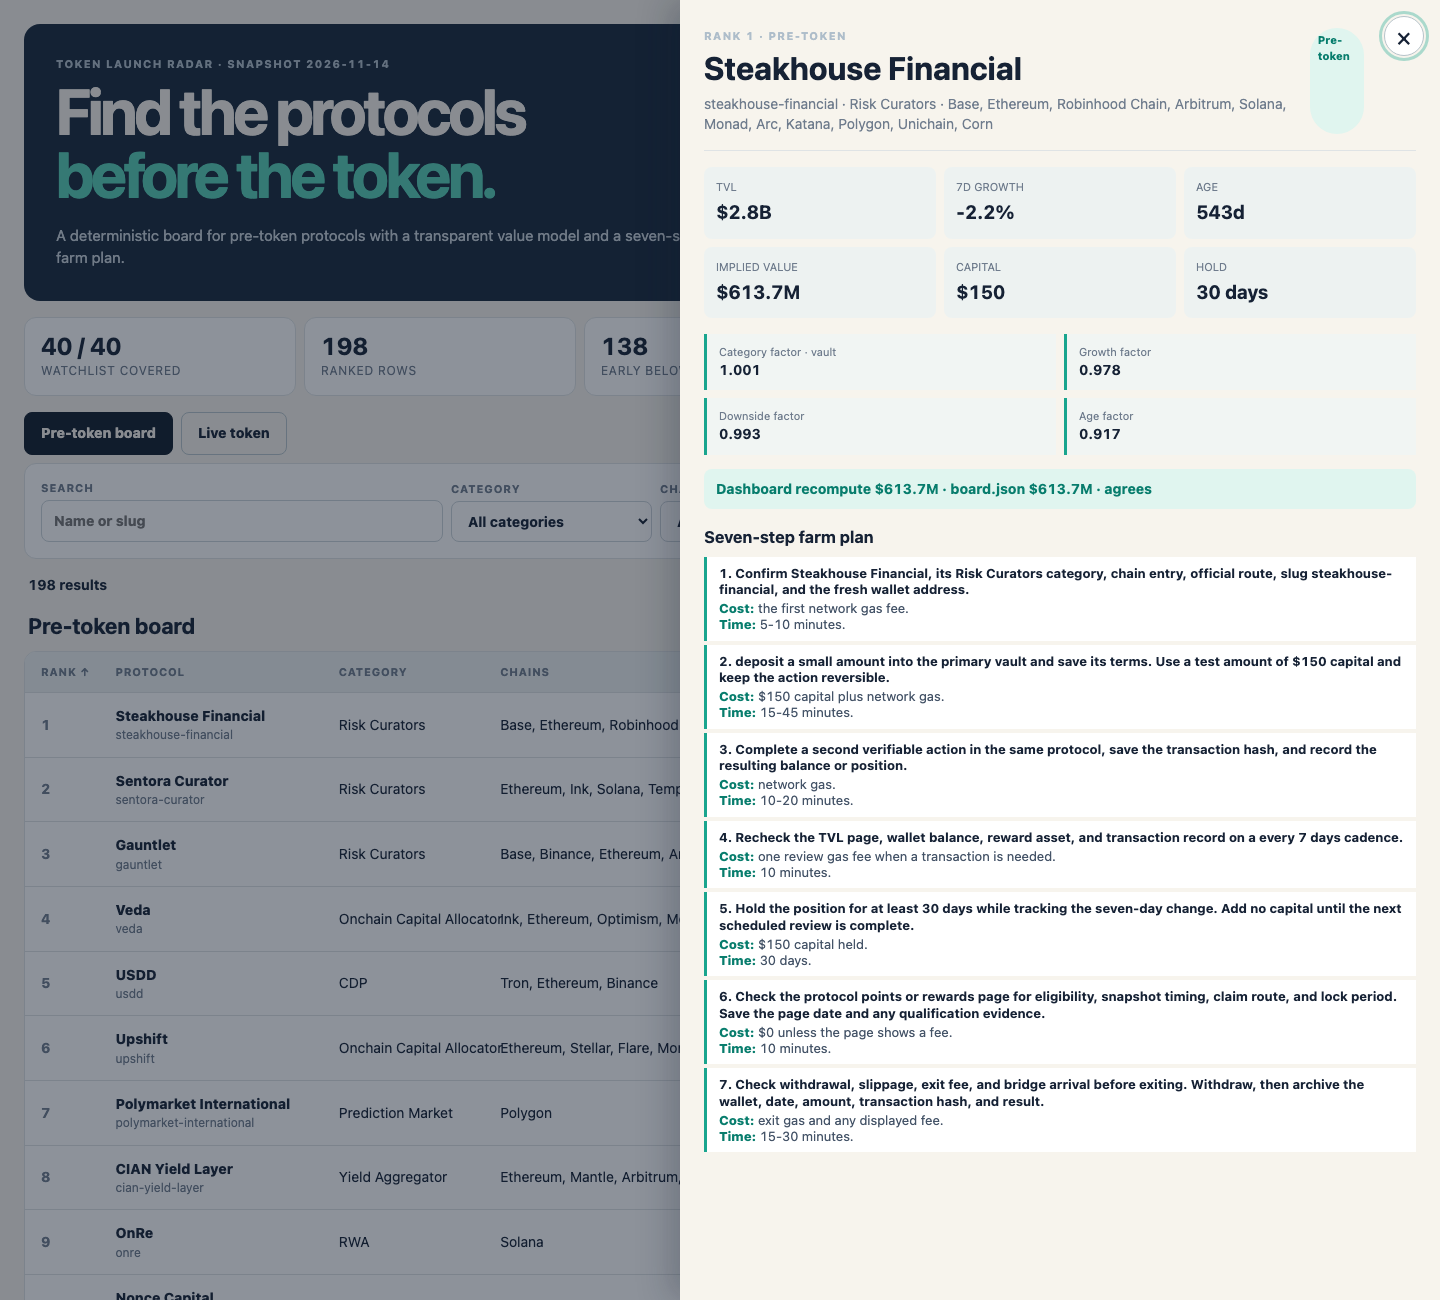 TOKEN LAUNCH RADAR · SNAPSHOT 2026-11-14
Find the protocols
before the token.
A deterministic board for pre-token protocols with a transparent value model and a seven-s
farm plan.
40 / 40
WATCHLIST COVERED
198
RANKED ROWS
138
EARLY BELO
Pre-token board
Live token
SEARCH
Name or slug
CATEGORY
All categories
CH
198 results
Pre-token board
RANK ↑ PROTOCOL CATEGORY CHAINS
1 Steakhouse Financial Risk Curators Base, Ethereum, Robinhood
steakhouse-financial
2 Sentora Curator Risk Curators Ethereum, Ink, Solana, Temp
sentora-curator
3 Gauntlet Risk Curators Base, Binance, Ethereum, A
gauntlet
4 Veda Onchain Capital Allocator Ink, Ethereum, Optimism, M
veda
5 USDD CDP Tron, Ethereum, Binance
usdd
6 Upshift Onchain Capital Allocator Ethereum, Stellar, Flare, Mo
upshift
7 Polymarket International Prediction Market Polygon
polymarket-international
8 CIAN Yield Layer Yield Aggregator Ethereum, Mantle, Arbitrum,
cian-yield-layer
9 OnRe RWA Solana
onre
Nonce Capital
RANK 1 · PRE-TOKEN
Steakhouse Financial
steakhouse-financial · Risk Curators · Base, Ethereum, Robinhood Chain, Arbitrum, Solana,
Monad, Arc, Katana, Polygon, Unichain, Corn
Pre-
token
×
TVL
$2.8B
7D GROWTH
-2.2%
AGE
543d
IMPLIED VALUE
$613.7M
CAPITAL
$150
HOLD
30 days
Category factor · vault
1.001
Growth factor
0.978
Downside factor
0.993
Age factor
0.917
Dashboard recompute $613.7M · board.json $613.7M · agrees
Seven-step farm plan
1. Confirm Steakhouse Financial, its Risk Curators category, chain entry, official route, slug steakhouse-
financial, and the fresh wallet address.
Cost: the first network gas fee.
Time: 5-10 minutes.
2. deposit a small amount into the primary vault and save its terms. Use a test amount of $150 capital and
keep the action reversible.
Cost: $150 capital plus network gas.
Time: 15-45 minutes.
3. Complete a second verifiable action in the same protocol, save the transaction hash, and record the
resulting balance or position.
Cost: network gas.
Time: 10-20 minutes.
4. Recheck the TVL page, wallet balance, reward asset, and transaction record on a every 7 days cadence.
Cost: one review gas fee when a transaction is needed.
Time: 10 minutes.
5. Hold the position for at least 30 days while tracking the seven-day change. Add no capital until the next
scheduled review is complete.
Cost: $150 capital held.
Time: 30 days.
6. Check the protocol points or rewards page for eligibility, snapshot timing, claim route, and lock period.
Save the page date and any qualification evidence.
Cost: $0 unless the page shows a fee.
Time: 10 minutes.
7. Check withdrawal, slippage, exit fee, and bridge arrival before exiting. Withdraw, then archive the
wallet, date, amount, transaction hash, and result.
Cost: exit gas and any displayed fee.
Time: 15-30 minutes.